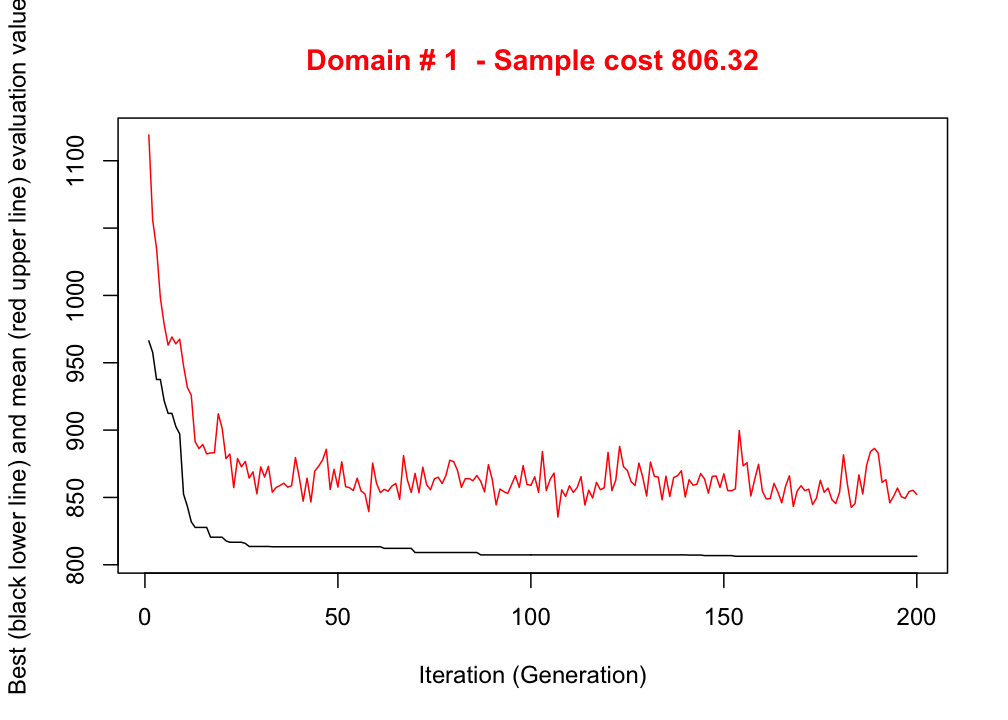 Domain # 1  - Sample cost 806.32
Best (black lower line) and mean (red upper line) evaluation value
1100
1000
950
900
850
800
0 50 100 150 200
Iteration (Generation)